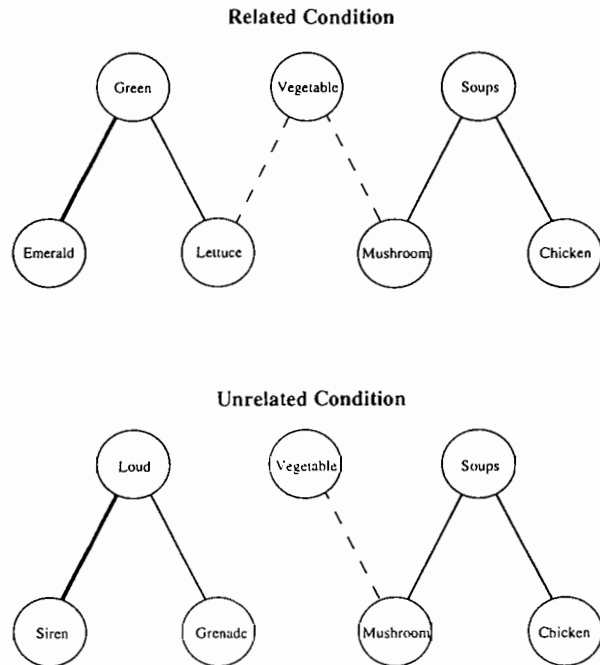 Related Condition
Green Vegetable Soups
Emerald Lettuce Mushroom Chicken
Unrelated Condition
Loud Vegetable Soups
Siren Grenade Mushroom Chicken